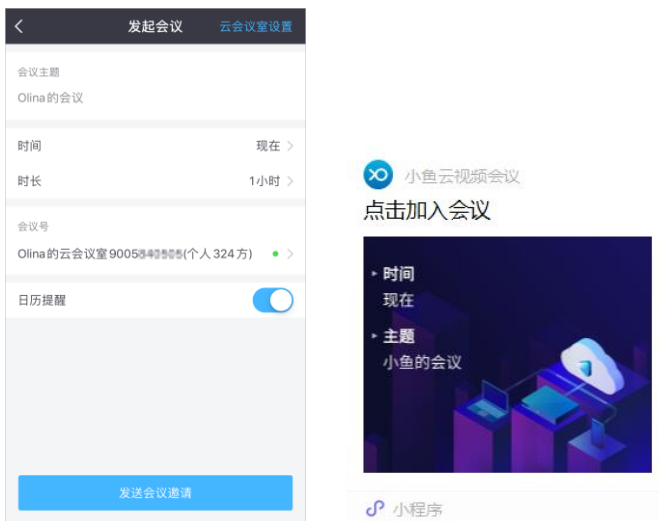 发起会议
云会议室设置
会议主题
Olina的会议
时间
现在
时长
1小时
会议号
Olina的云会议室9005(个人324方)
日历提醒
发送会议邀请
小鱼云视频会议
点击加入会议
时间
现在
主题
小鱼的会议
小程序